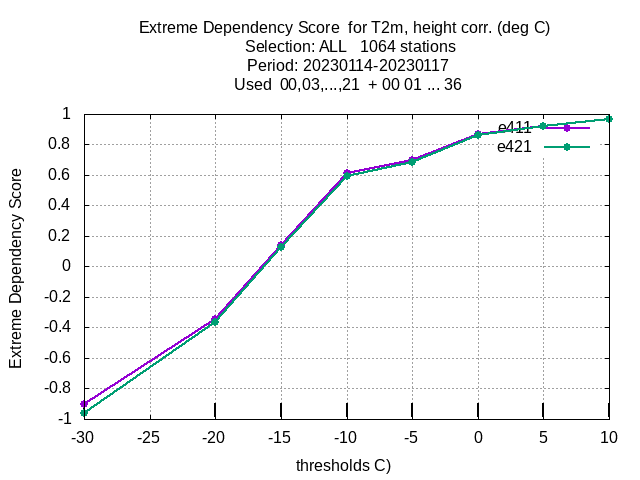 Extreme Dependency Score  for T2m, height corr. (deg C)
Selection: ALL   1064 stations
Period: 20230114-20230117
Used  00,03,...,21  + 00 01 ... 36
Extreme Dependency Score
1
0.8
0.6
0.4
0.2
0
-0.2
-0.4
-0.6
-0.8
-1
e411
e421
-30 -25 -20 -15 -10 -5 0 5 10
thresholds C)